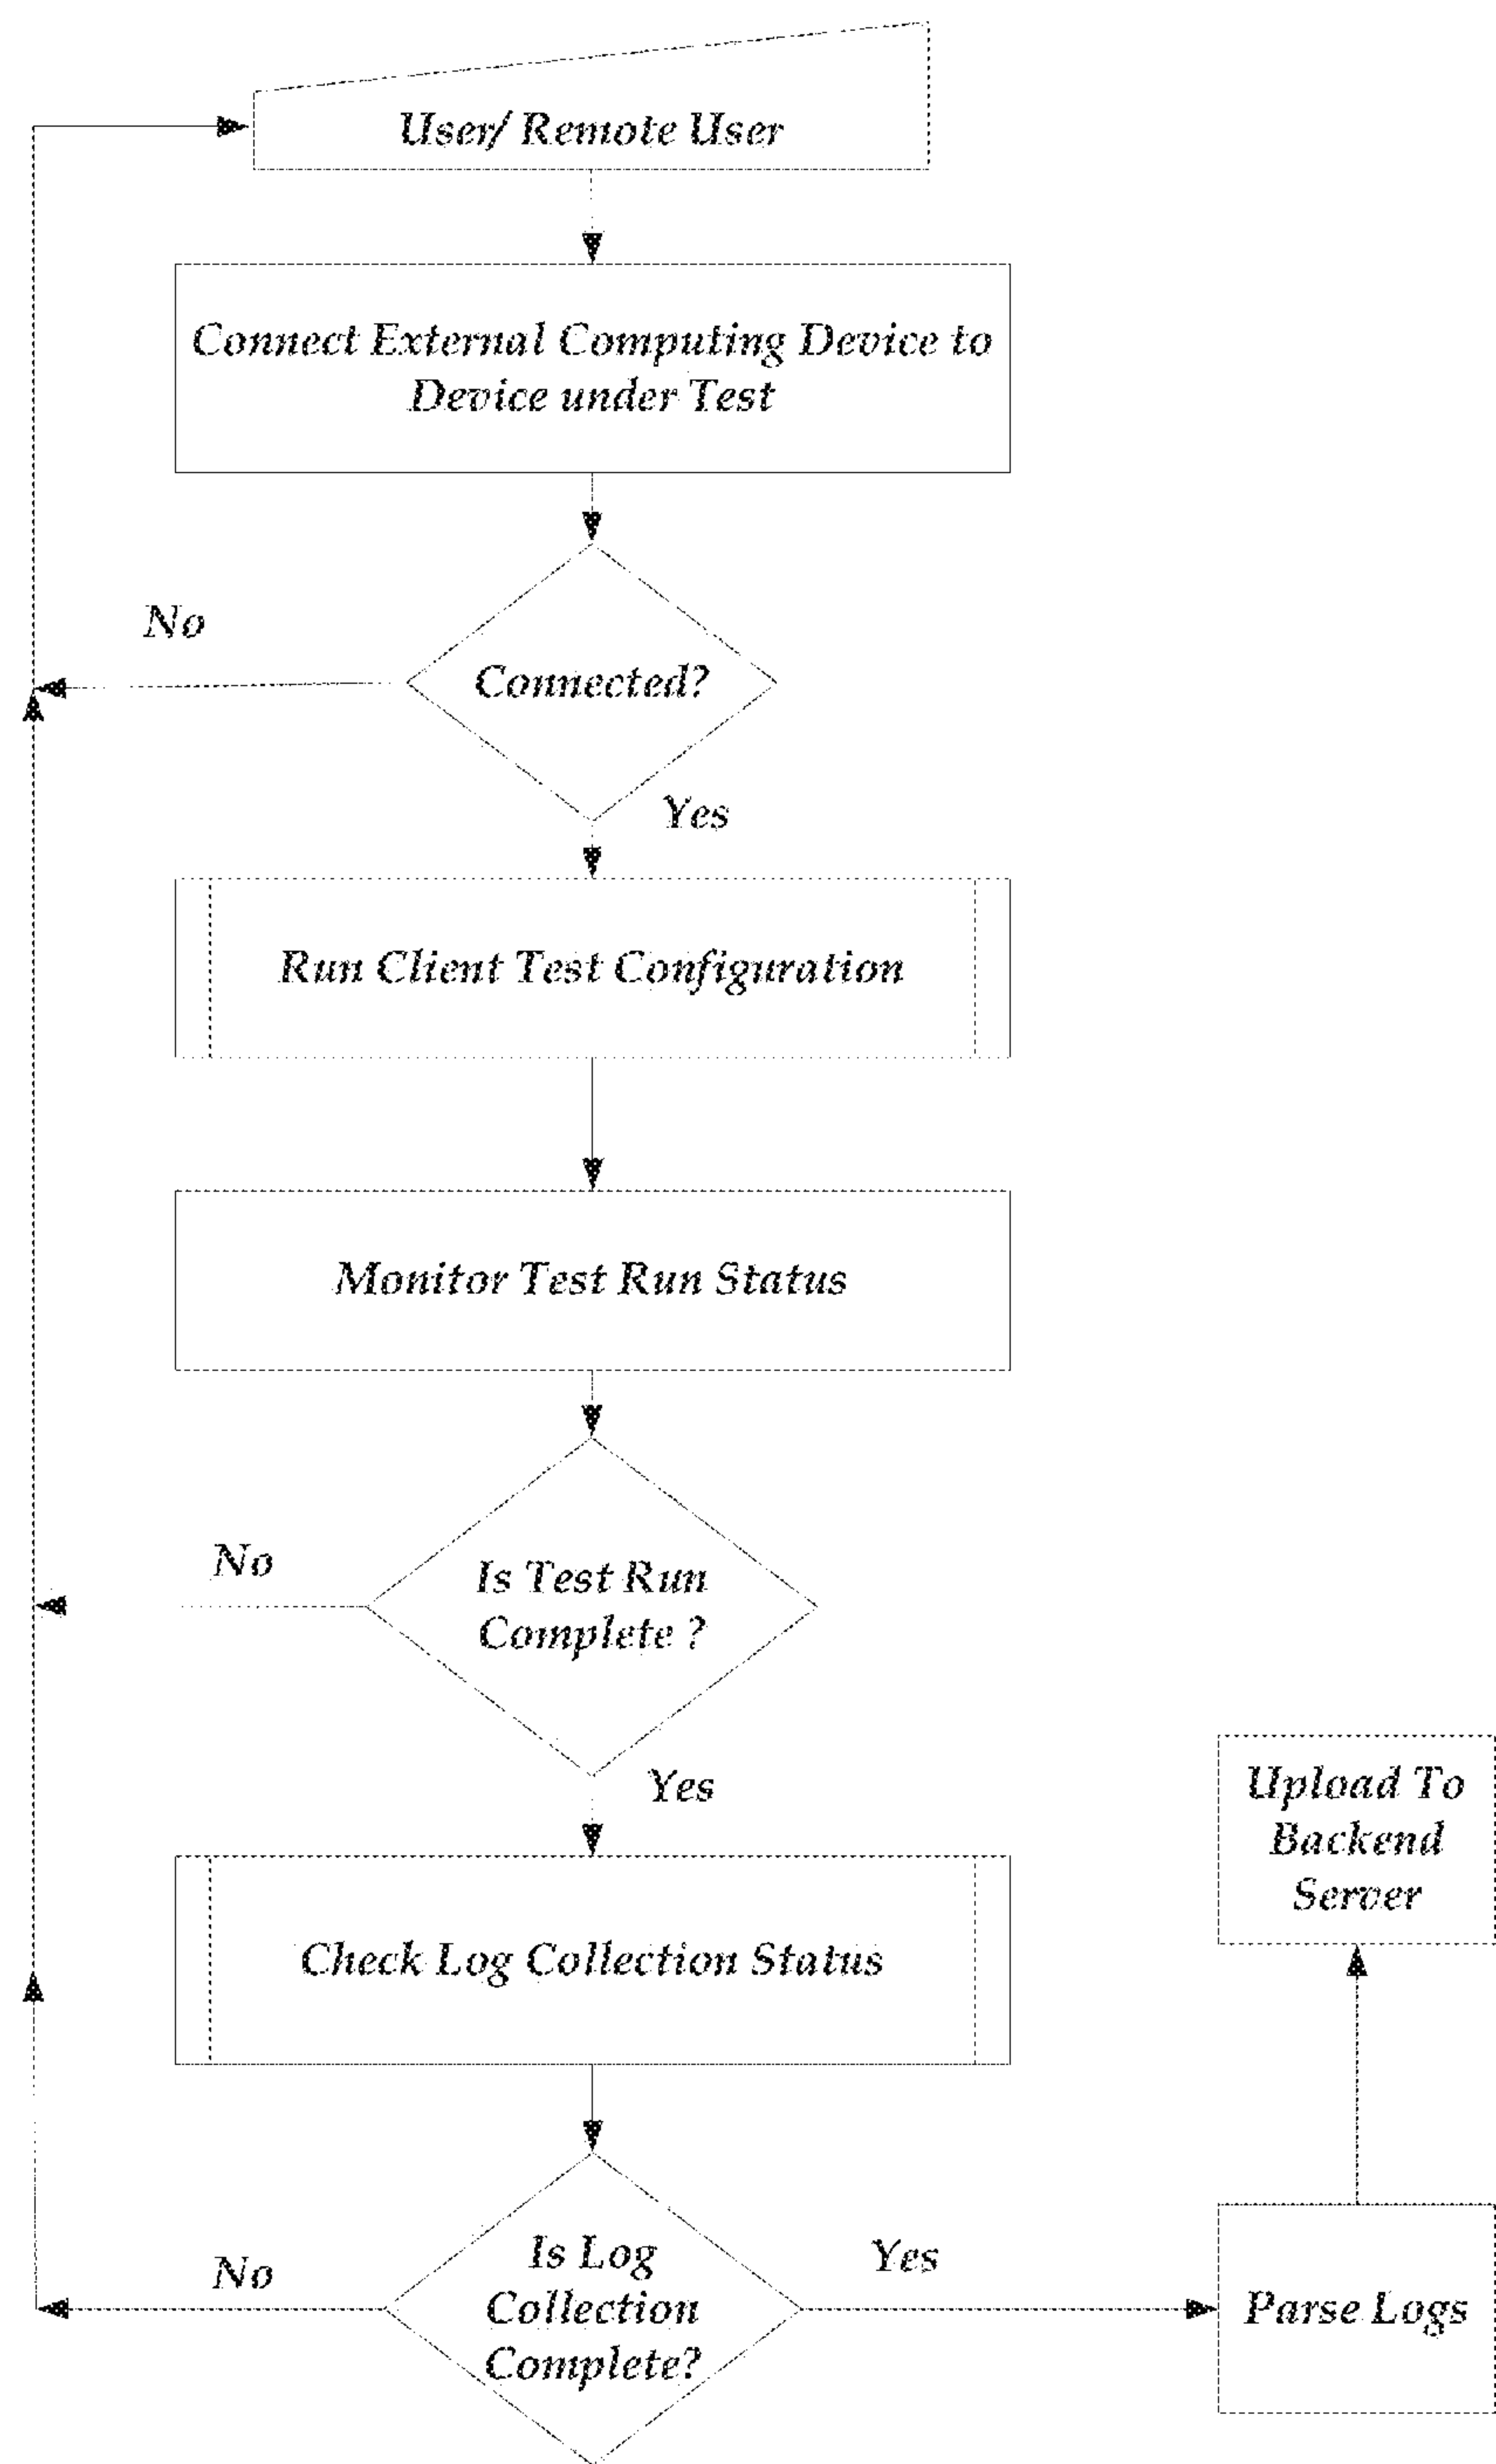 User/ Remote User
Connect External Computing Device to
Device under Test
No
Connected?
Yes
Run Client Test Configuration
Monitor Test Run Status
No
Is Test Run
Complete ?
Yes
Upload To
Backend
Server
Check Log Collection Status
No
Is Log
Collection
Complete?
Yes
Parse Logs